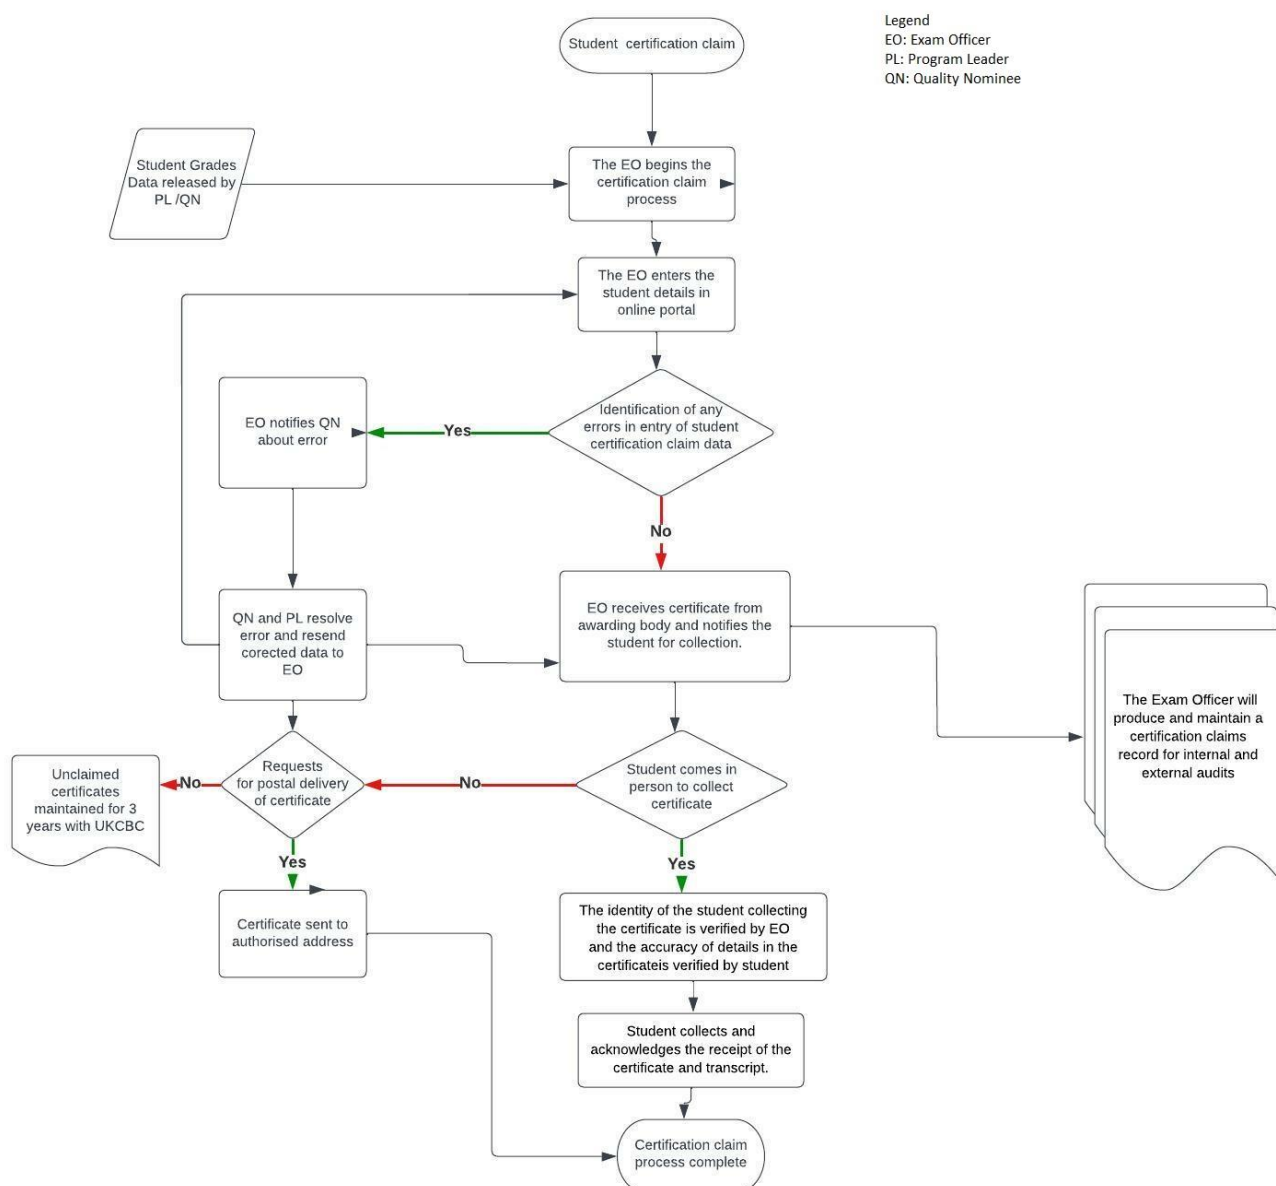 Legend
EO: Exam Officer
PL: Program Leader
QN: Quality Nominee
Student certification claim
Student Grades
Data released by
PL /QN
The EO begins the
certification claim
process
The EO enters the
student details in
online portal
Identification of any
errors in entry of student
certification claim data
Yes
EO notifies QN
about error
No
QN and PL resolve
error and resend
corected data to
EO
EO receives certificate from
awarding body and notifies the
student for collection.
The Exam Officer will
produce and maintain a
certification claims
record for internal and
external audits
Student comes in
person to collect
certificate
No
Requests
for postal delivery
of certificate
No
Unclaimed
certificates
maintained for 3
years with UKCBC
Yes
Yes
Certificate sent to
authorised address
The identity of the student collecting
the certificate is verified by EO
and the accuracy of details in the
certificateis verified by student
Student collects and
acknowledges the receipt of the
certificate and transcript.
Certification claim
process complete